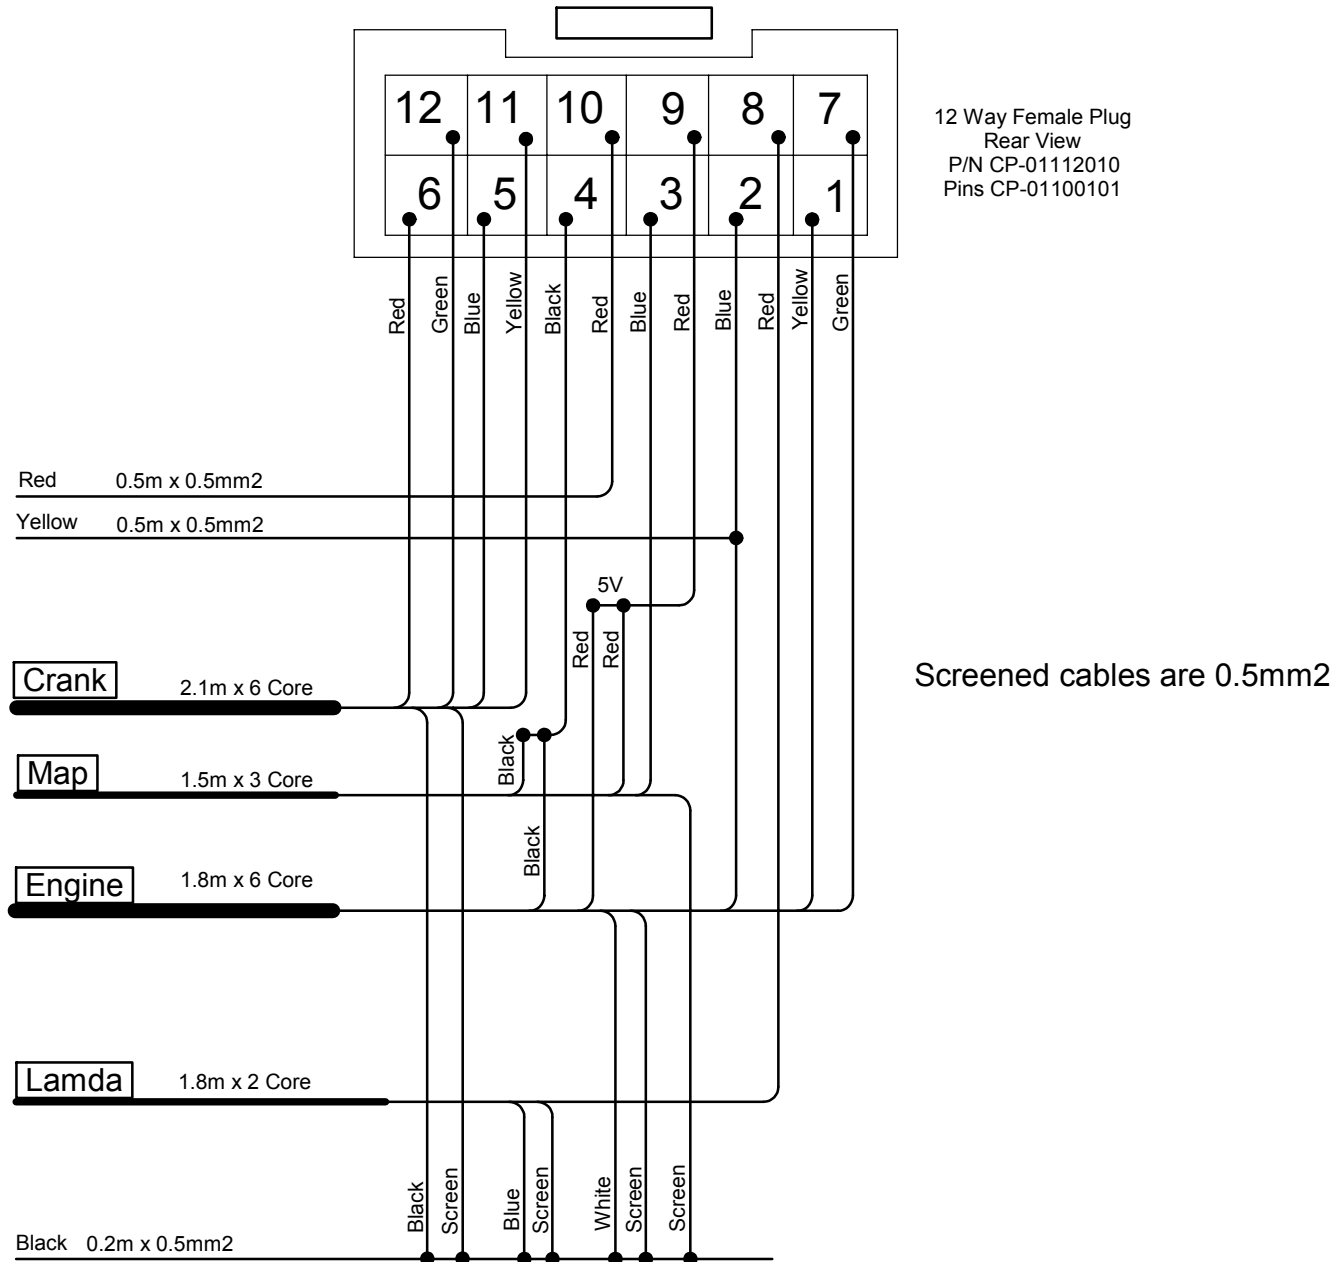 12 11 10 9 8 7
6 5 4 3 2 1
12 Way Female Plug
Rear View
P/N CP-01112010
Pins CP-01100101
Red
Green
Blue
Yellow
Black
Red
Blue
Red
Blue
Red
Yellow
Green
Red 0.5m x 0.5mm2
Yellow 0.5m x 0.5mm2
5V
Red
Red
Crank 2.1m x 6 Core
Screened cables are 0.5mm2
Black
Map 1.5m x 3 Core
Black
Engine 1.8m x 6 Core
Lamda 1.8m x 2 Core
Black
Screen
Blue
Screen
White
Screen
Screen
Black 0.2m x 0.5mm2